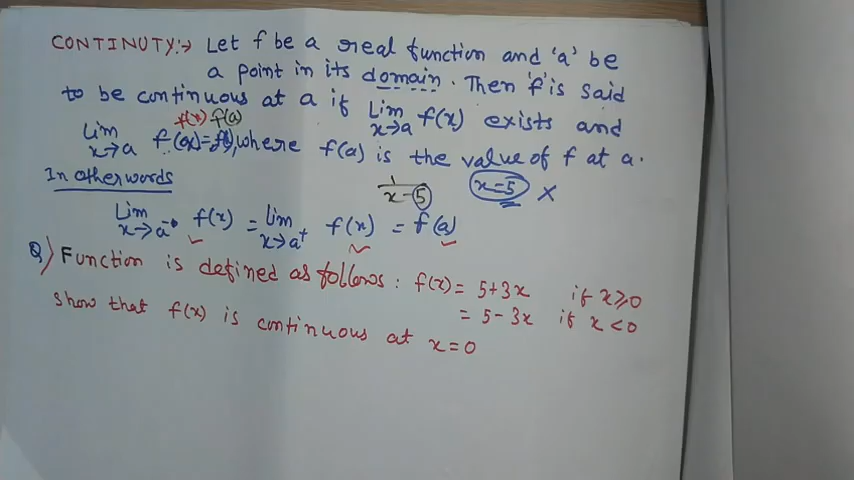 CONTINUTY:→ Let f be a real function and 'a' be
a point in its domain. Then 'f' is said
to be continuous at a if Lim x→a f(x) exists and
f(x) f(a)
Lim x→a f(x)= where f(a) is the value of f at a.
In otherwords
1/x-5 x=5 ×
Lim x→a⁻ f(x) = Lim x→a⁺ f(x) = f(a)
Q) Function is defined as follows: f(x) = 5+3x if x≥0
= 5-3x if x<0
Show that f(x) is continuous at x=0